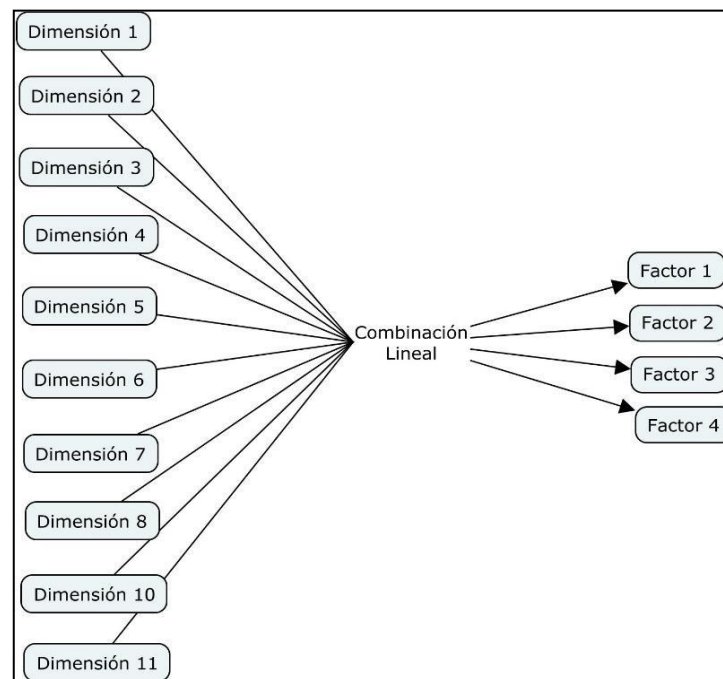 Dimensión 1
Dimensión 2
Dimensión 3
Dimensión 4
Dimensión 5
Dimensión 6
Dimensión 7
Dimensión 8
Dimensión 10
Dimensión 11
Combinación
Lineal
Factor 1
Factor 2
Factor 3
Factor 4